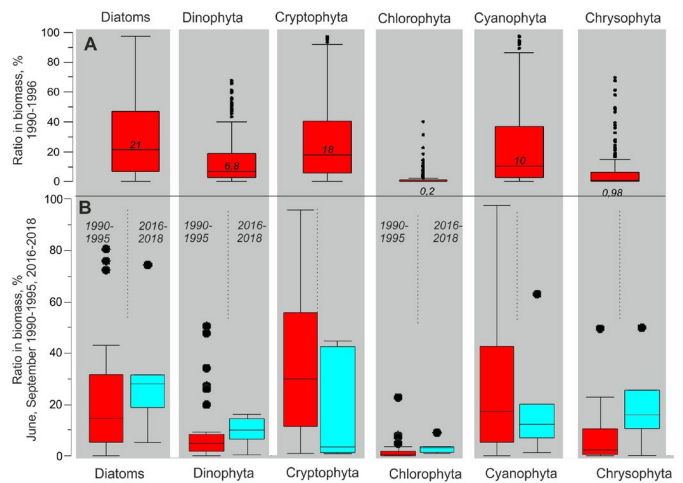 Diatoms Dinophyta Cryptophyta Chlorophyta Cyanophyta Chrysophyta
A
Ratio in biomass, %
1990-1996
100
80
60
40
20
0
21
6,8
18
0,2
10
0,98
B
Ratio in biomass, %
June, September 1990-1995, 2016-2018
100
80
60
40
20
0
1990- 2016- 1990- 2016- 1990- 2016-
1995 2018 1995 2018 1995 2018
Diatoms Dinophyta Cryptophyta Chlorophyta Cyanophyta Chrysophyta